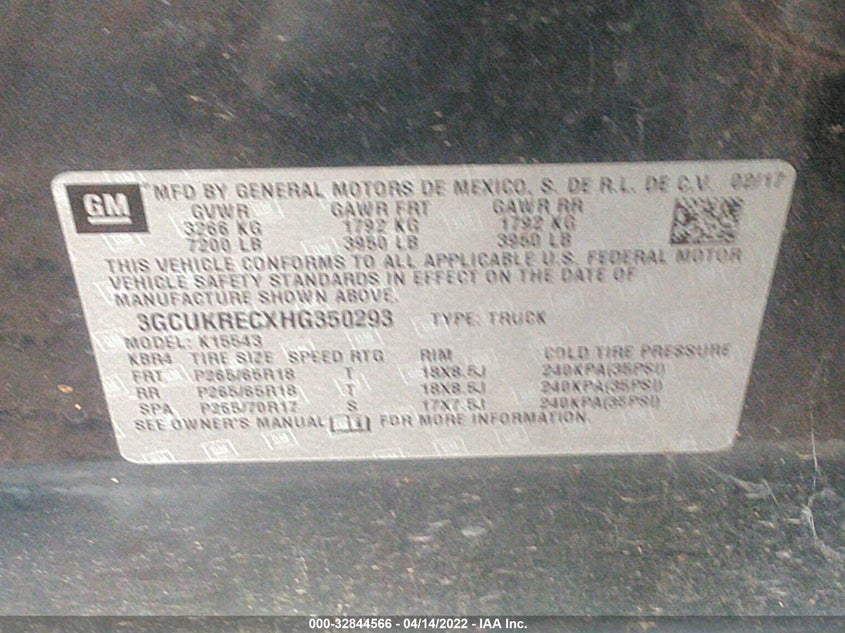 GM MFD BY GENERAL MOTORS DE MEXICO, S. DE R.L. DE C.V. 02/17
GVWR GAWR FRT GAWR RR
3266 KG 1792 KG 1792 KG
7200 LB 3950 LB 3950 LB
THIS VEHICLE CONFORMS TO ALL APPLICABLE U.S. FEDERAL MOTOR
VEHICLE SAFETY STANDARDS IN EFFECT ON THE DATE OF
MANUFACTURE SHOWN ABOVE.
3GCUKRECXHG350293 TYPE: TRUCK
MODEL: K15543
KBR4 TIRE SIZE SPEED RTG RIM COLD TIRE PRESSURE
FRT P265/65R18 T 18X8.5J 240KPA(35PSI)
RR P265/65R18 T 18X8.5J 240KPA(35PSI)
SPA P265/70R17 S 17X7.5J 240KPA(35PSI)
SEE OWNER'S MANUAL FOR MORE INFORMATION.
000-32844566 - 04/14/2022 - IAA Inc.